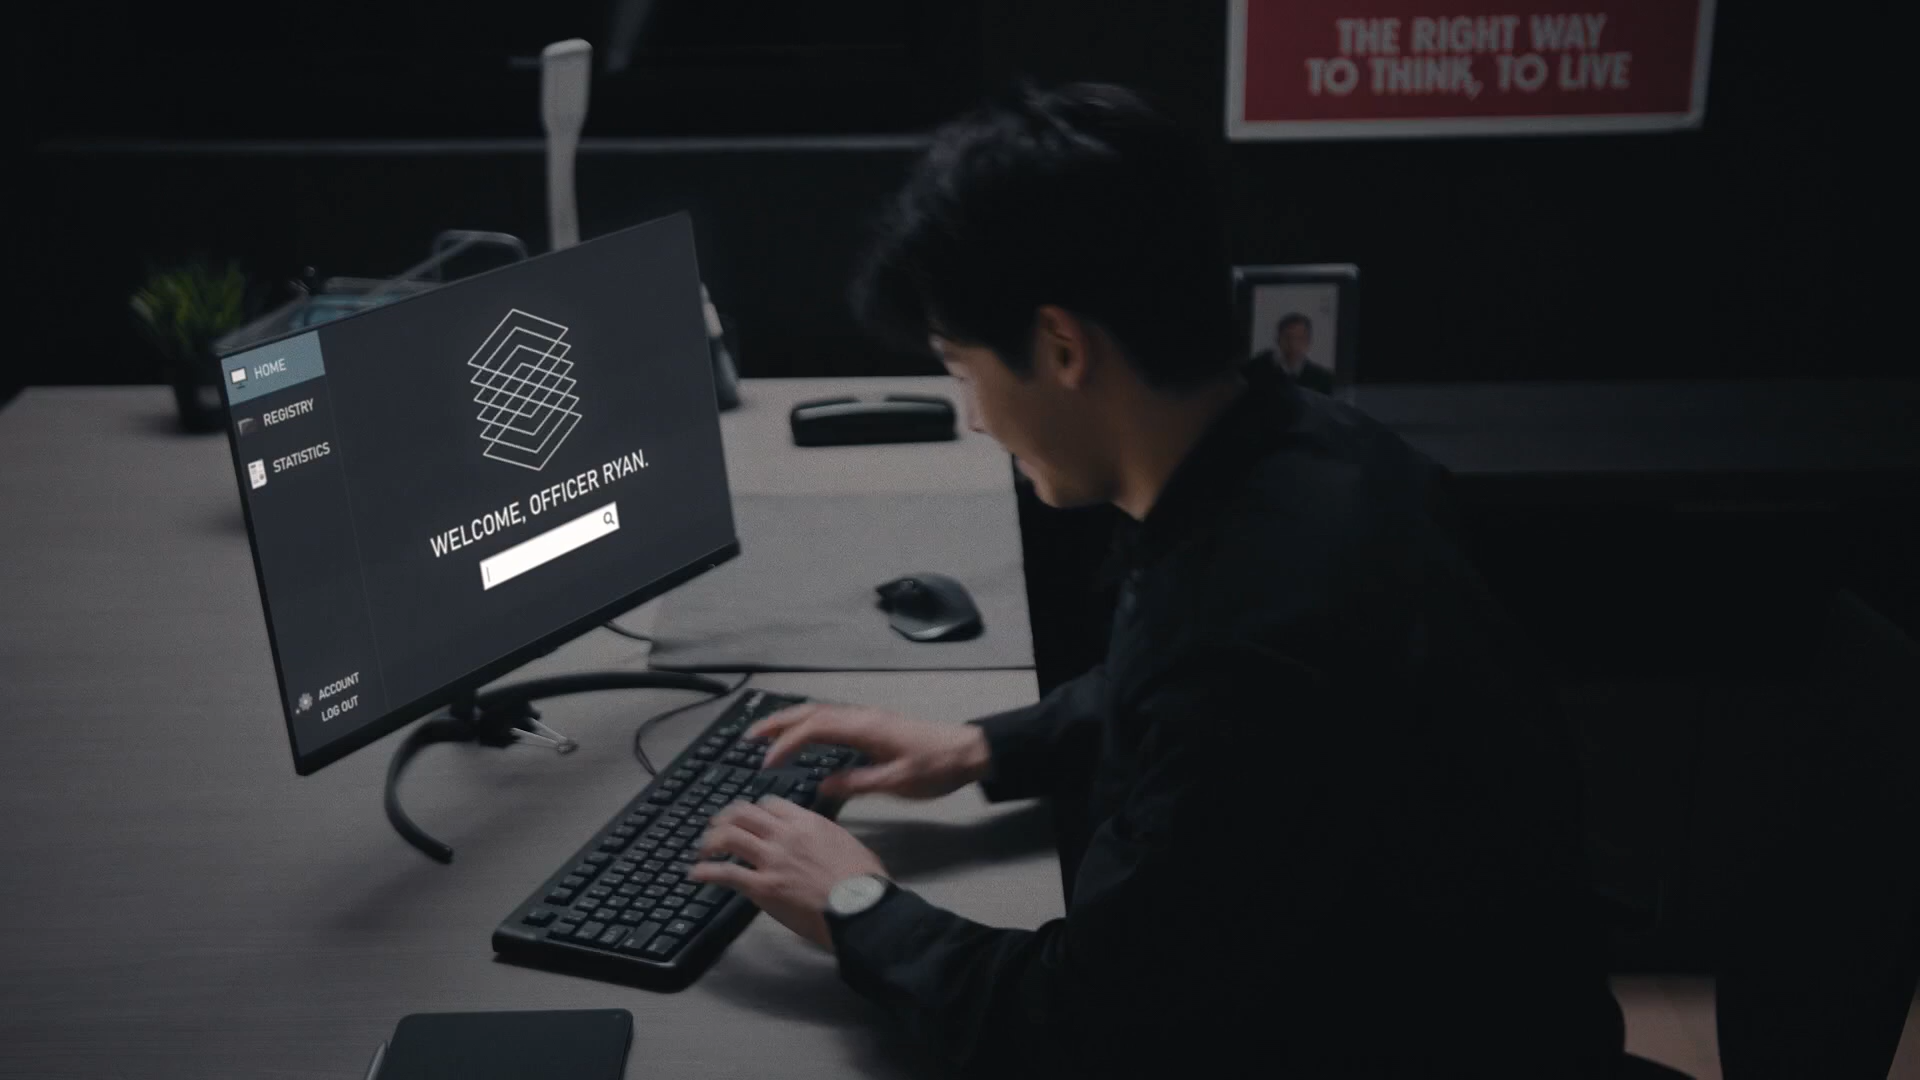 THE RIGHT WAY
TO THINK, TO LIVE
HOME
REGISTRY
STATISTICS
WELCOME, OFFICER RYAN.
ACCOUNT
LOG OUT